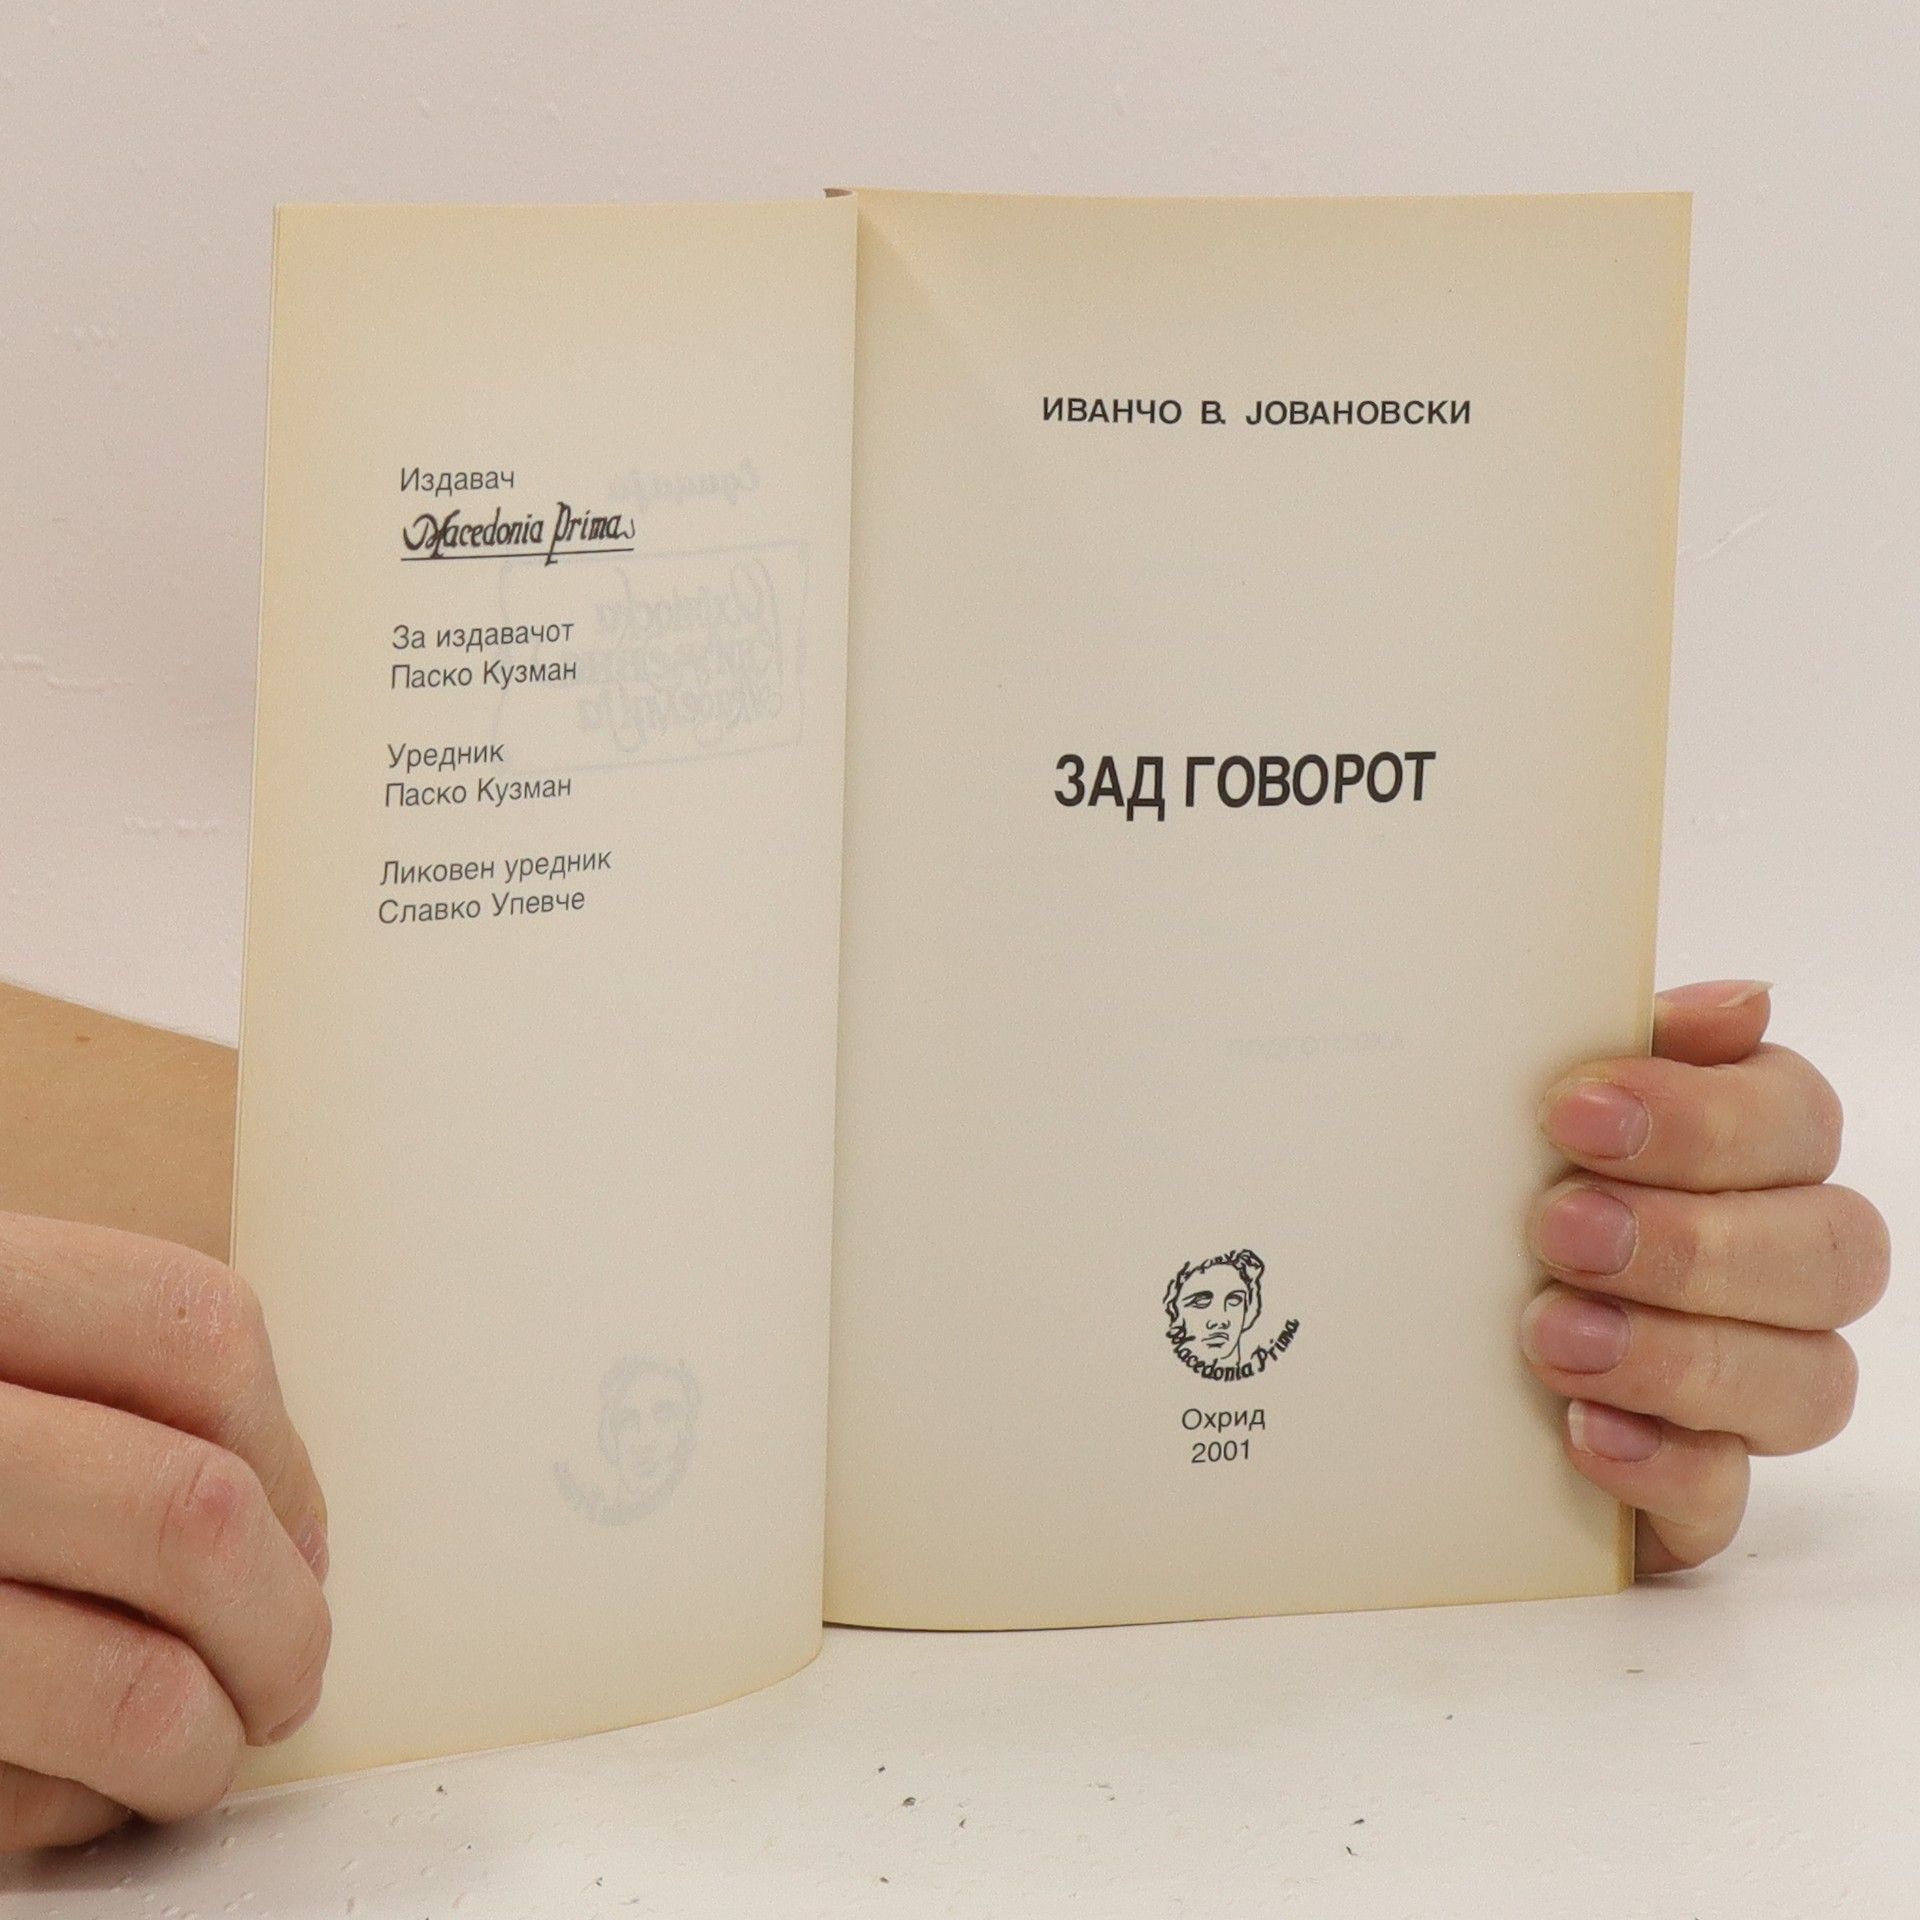 Издавач
Macedonia Prima
За издавачот
Паско Кузман
Уредник
Паско Кузман
Ликовен уредник
Славко Упевче
ИВАНЧО В. ЈОВАНОВСКИ
ЗАД ГОВОРОТ
Macedonia Prima
Охрид
2001